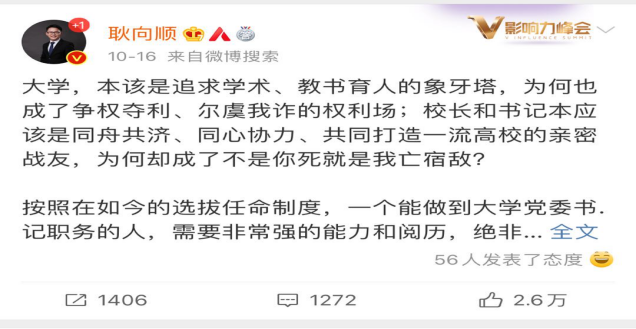 +1
耿向顺
影响力峰会
V INFLUENCE SUMMIT
10-16 来自微博搜索
大学，本该是追求学术、教书育人的象牙塔，为何也
成了争权夺利、尔虞我诈的权利场；校长和书记本应
该是同舟共济、同心协力、共同打造一流高校的亲密
战友，为何却成了不是你死就是我亡宿敌？
按照在如今的选拔任命制度，一个能做到大学党委书.
记职务的人，需要非常强的能力和阅历，绝非... 全文
56人发表了态度
1406 1272 2.6万